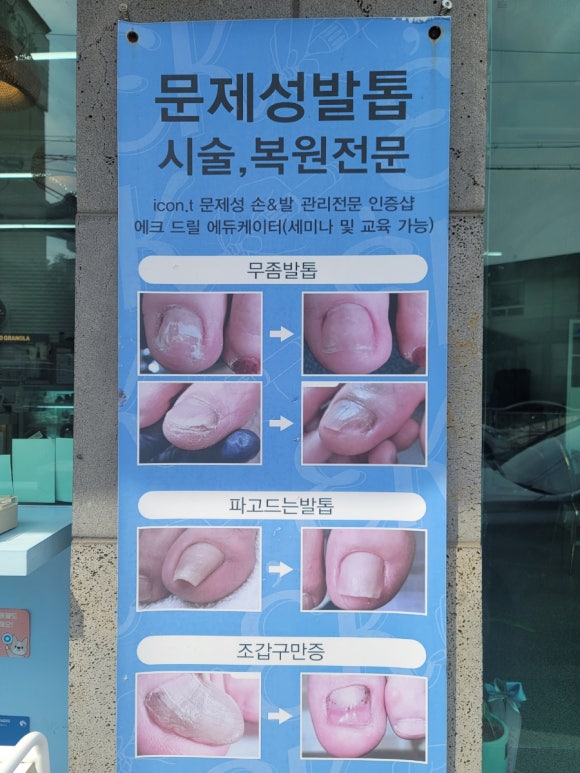 문제성발톱
시술,복원전문
icon,t 문제성 손&발 관리전문 인증샵
에크 드릴 에듀케이터(세미나 및 교육 가능)
무좀발톱
파고드는발톱
조갑구만증
GRANOLA